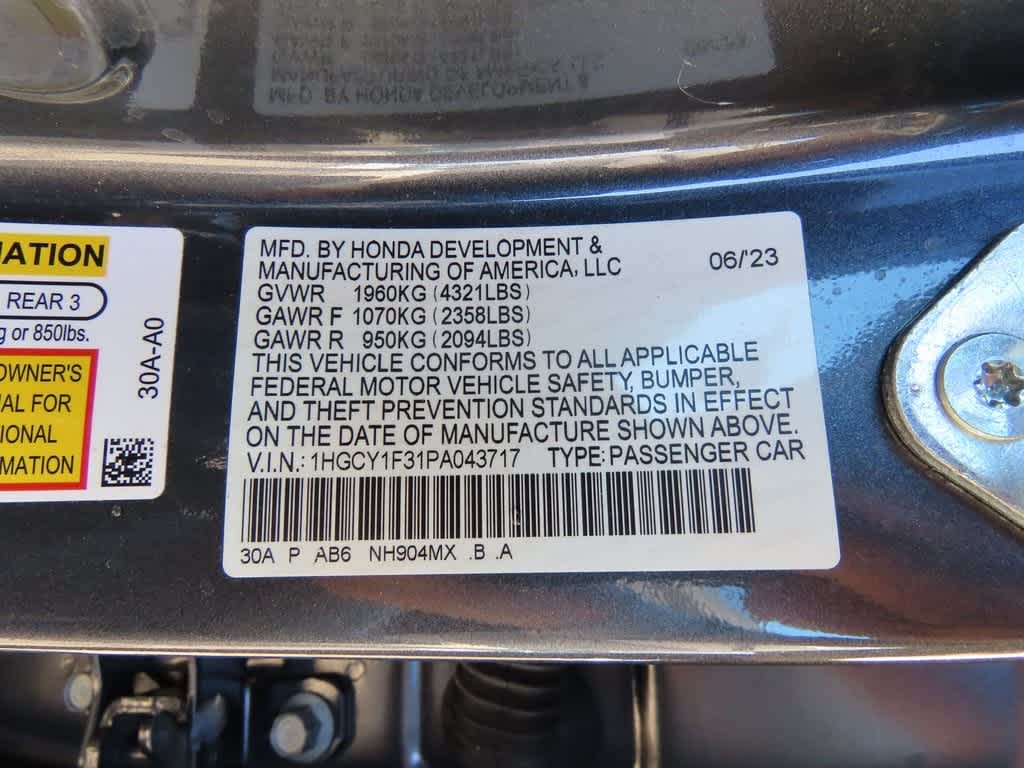 MATION
REAR 3
g or 850lbs.
OWNER'S
AL FOR
IONAL
MATION
30A-A0
MFD. BY HONDA DEVELOPMENT &
MANUFACTURING OF AMERICA, LLC
06/'23
GVWR 1960KG (4321LBS)
GAWR F 1070KG (2358LBS)
GAWR R 950KG (2094LBS)
THIS VEHICLE CONFORMS TO ALL APPLICABLE
FEDERAL MOTOR VEHICLE SAFETY, BUMPER,
AND THEFT PREVENTION STANDARDS IN EFFECT
ON THE DATE OF MANUFACTURE SHOWN ABOVE.
V.I.N.: 1HGCY1F31PA043717 TYPE: PASSENGER CAR
30A P AB6 NH904MX .B .A